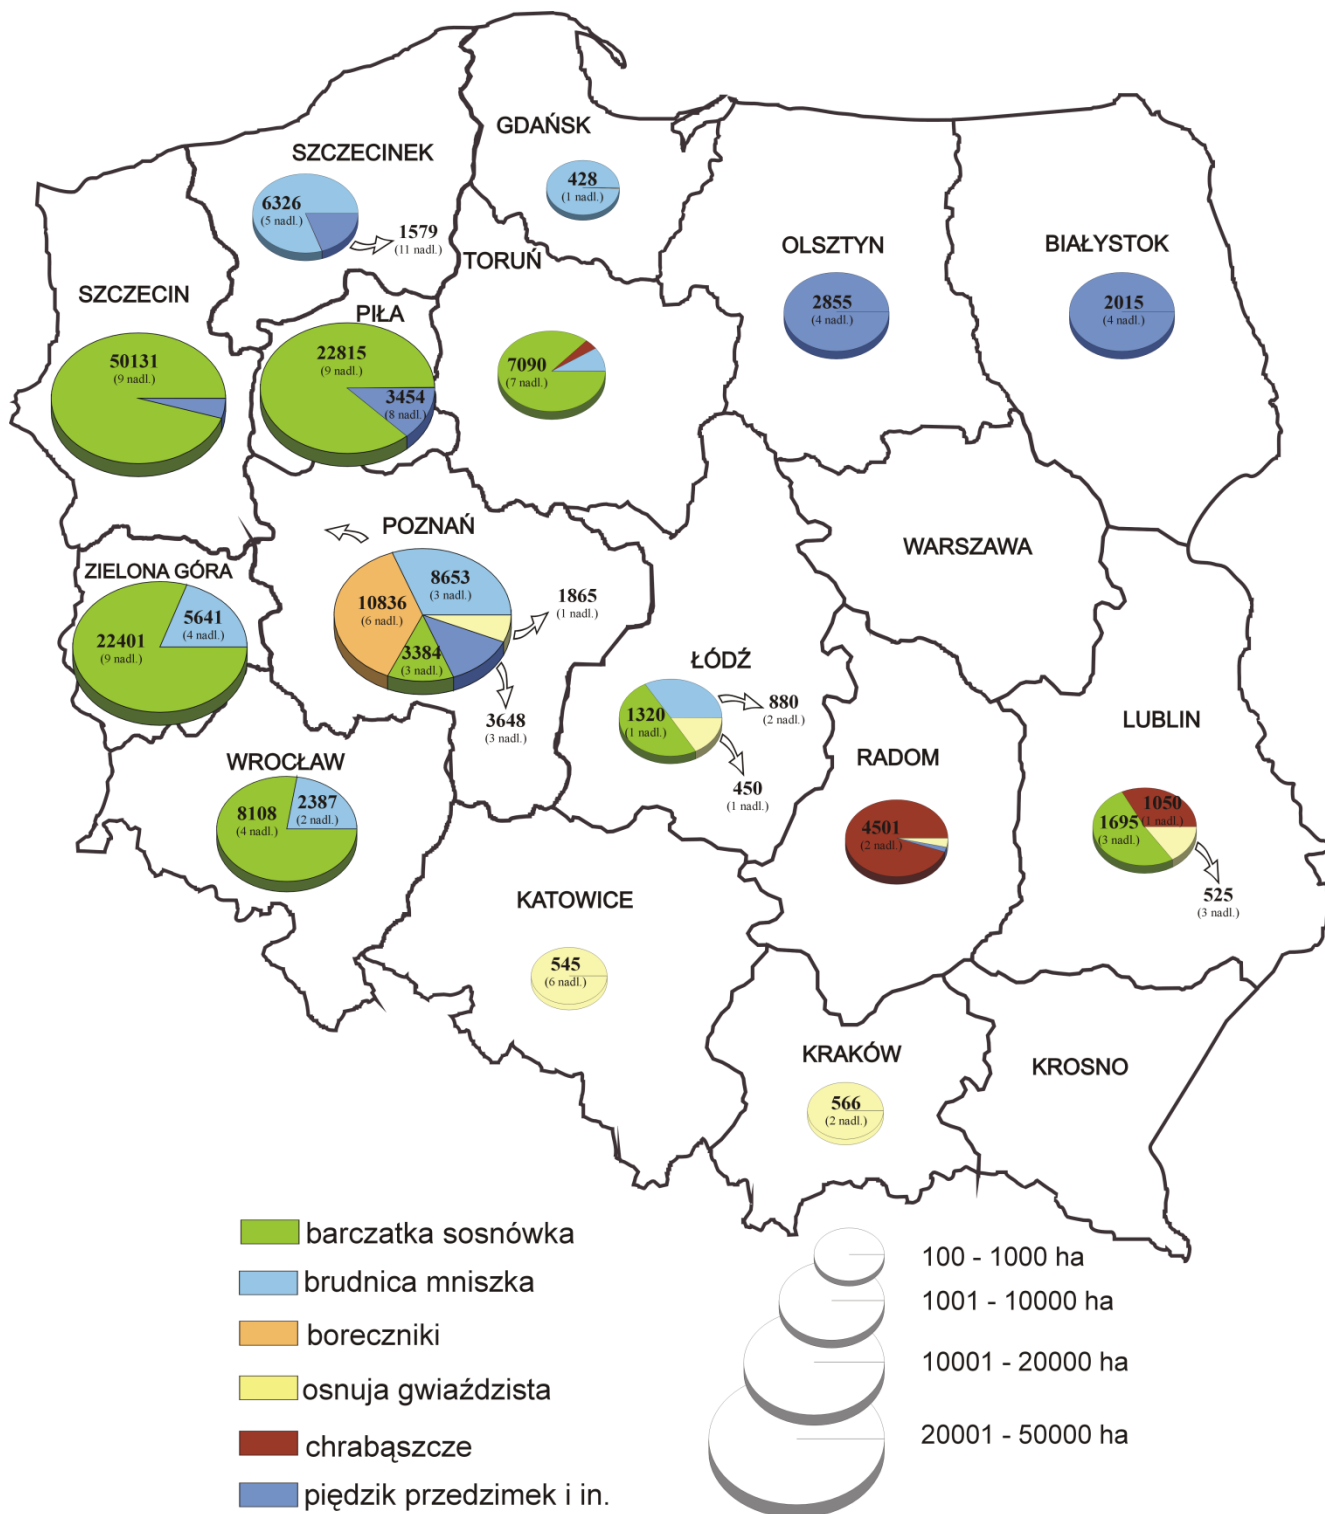 GDAŃSK
428
(1 nadl.)
SZCZECINEK
6326
(5 nadl.)
1579
(11 nadl.)
OLSZTYN
2855
(4 nadl.)
BIAŁYSTOK
2015
(4 nadl.)
TORUŃ
7090
(7 nadl.)
SZCZECIN
50131
(9 nadl.)
PIŁA
22815
(9 nadl.)
3454
(8 nadl.)
POZNAŃ
8653
(3 nadl.)
10836
(6 nadl.)
3384
(3 nadl.)
1865
(1 nadl.)
3648
(3 nadl.)
WARSZAWA
ZIELONA GÓRA
5641
(4 nadl.)
22401
(9 nadl.)
ŁÓDŹ
1320
(1 nadl.)
880
(2 nadl.)
450
(1 nadl.)
WROCŁAW
8108
(4 nadl.)
2387
(2 nadl.)
RADOM
4501
(2 nadl.)
LUBLIN
1050
(1 nadl.)
1695
(3 nadl.)
525
(3 nadl.)
KATOWICE
545
(6 nadl.)
KRAKÓW
566
(2 nadl.)
KROSNO
barczatka sosnówka
brudnica mniszka
boreczniki
osnuja gwiaździsta
chrabąszcze
piędzik przedzimek i in.
100 - 1000 ha
1001 - 10000 ha
10001 - 20000 ha
20001 - 50000 ha